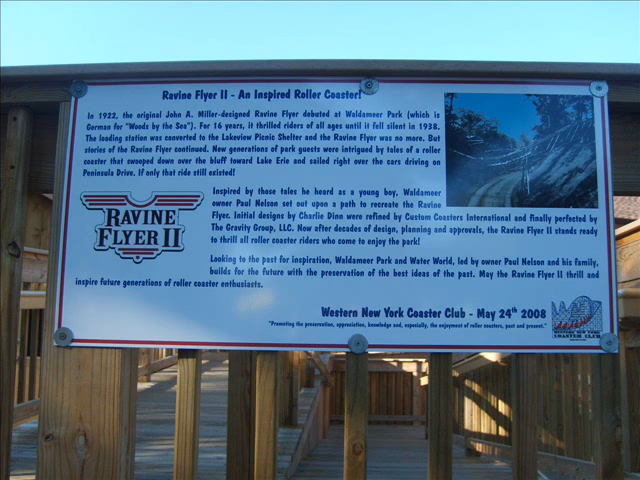 Ravine Flyer II - An Inspired Roller Coaster!
In 1922, the original John A. Miller-designed Ravine Flyer debuted at Waldameer Park (which is
German for "Woods by the Sea"). For 16 years, it thrilled riders of all ages until it fell silent in 1938.
The loading station was converted to the Lakeview Picnic Shelter and the Ravine Flyer was no more. But
stories of the Ravine Flyer continued. New generations of park guests were intrigued by tales of a roller
coaster that swooped down over the bluff toward Lake Erie and sailed right over the cars driving on
Peninsula Drive. If only that ride still existed!
RAVINE
FLYER II
Inspired by these tales he heard as a young boy, Waldameer
owner Paul Nelson set out upon a path to recreate the Ravine
Flyer. Initial designs by Charlie Dinn were refined by Custom Coasters International and finally perfected by
The Gravity Group, LLC. Now after decades of design, planning and approvals, the Ravine Flyer II stands ready
to thrill all roller coaster riders who come to enjoy the park!
Looking to the past for inspiration, Waldameer Park and Water World, led by owner Paul Nelson and his family,
builds for the future with the preservation of the best ideas of the past. May the Ravine Flyer II thrill and
inspire future generations of roller coaster enthusiasts.
Western New York Coaster Club - May 24th 2008
"Promoting the preservation, appreciation, knowledge and, especially, the enjoyment of roller coasters, past and present."
WESTERN NEW YORK
COASTER CLUB